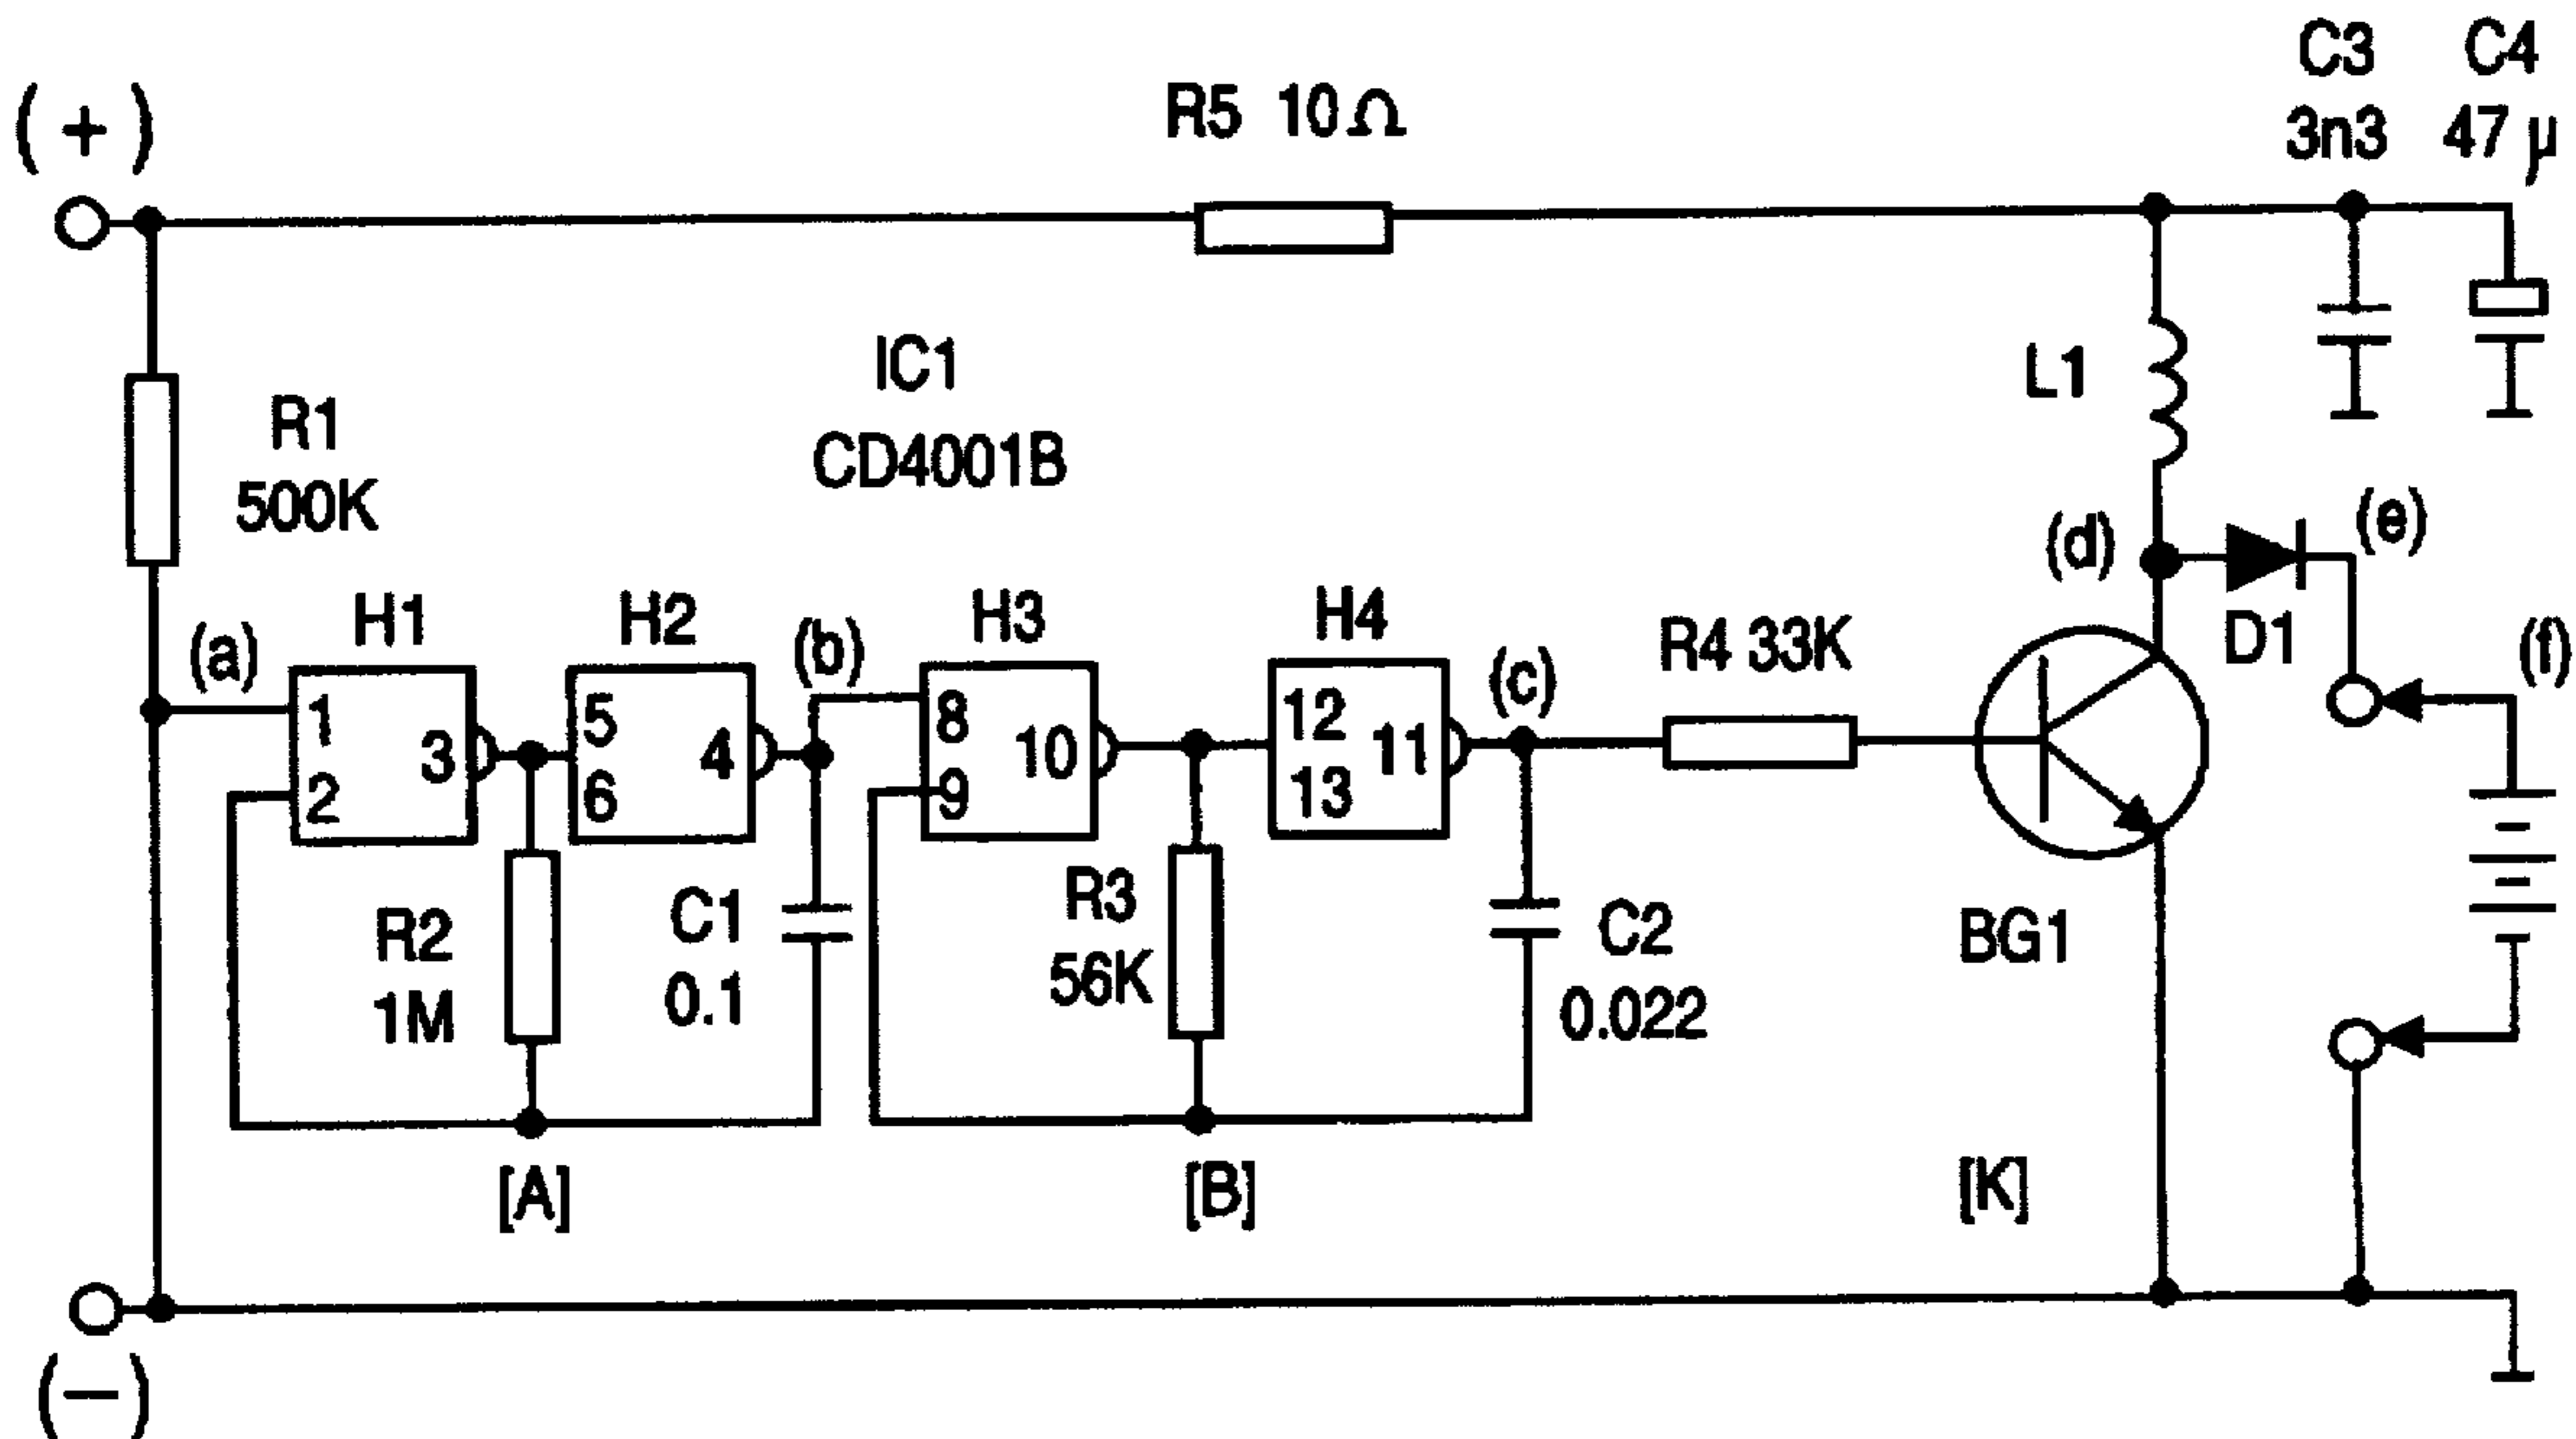 C3 C4
3n3 47 μ
( + )
R5 10Ω
IC1
CD4001B
R1
500K
L1
(a) H1 H2 (b) H3 H4 (c) R4 33K (d) D1 (e) (f)
1 2 3
5 6 4
8 9 10
12 13 11
R2
1M
C1
0.1
R3
56K
C2
0.022
BG1
[A] [B] [K]
(—)